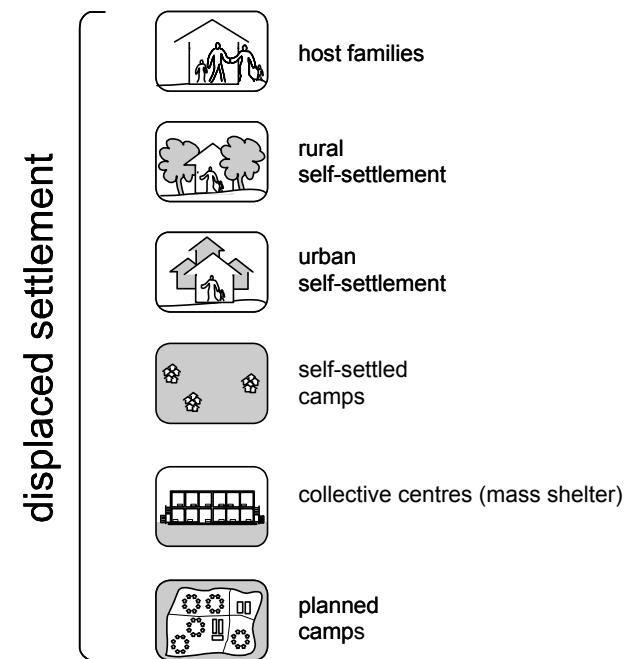 displaced settlement
host families
rural
self-settlement
urban
self-settlement
self-settled
camps
collective centres (mass shelter)
planned
camps